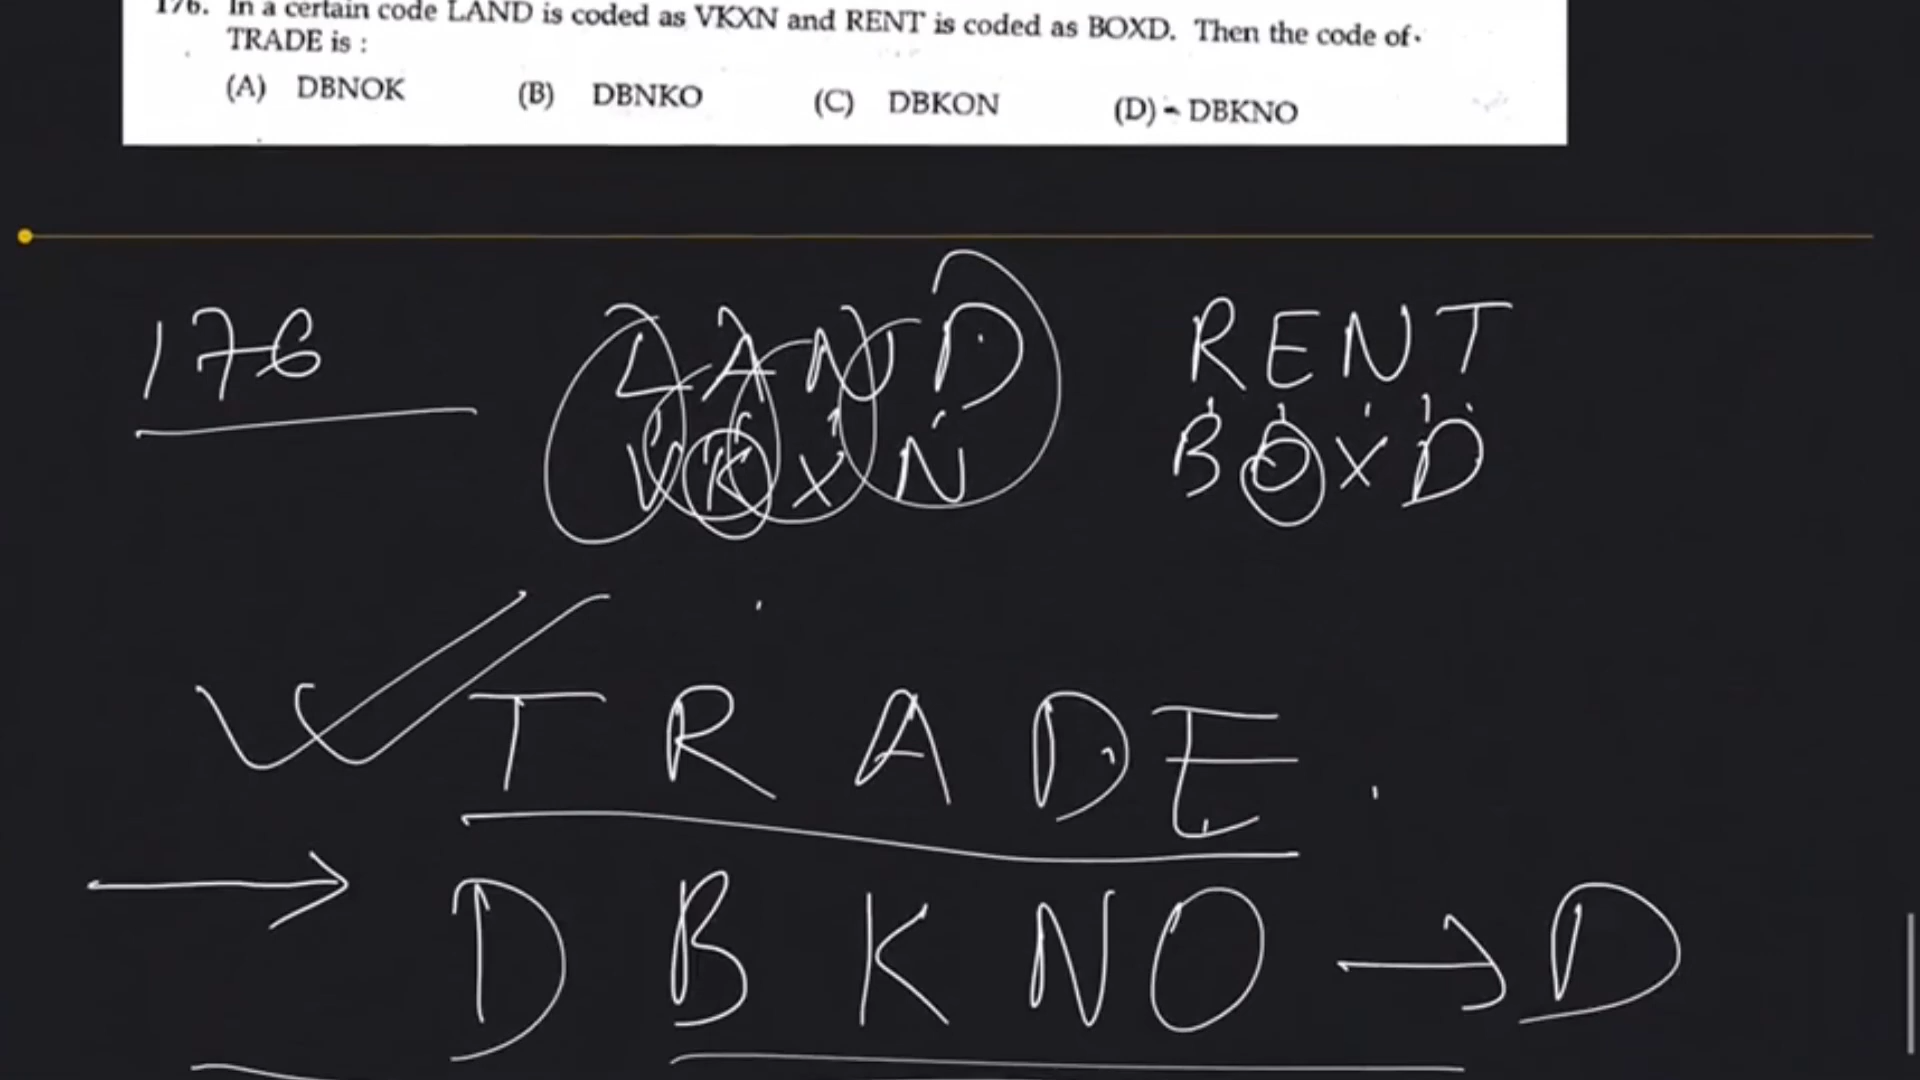 176. In a certain code LAND is coded as VKXN and RENT is coded as BOXD. Then the code of
TRADE is :
(A) DBNOK (B) DBNKO (C) DBKON (D) - DBKNO
176 LAND RENT
VKXN BOXD
TRADE
DBKNO → D